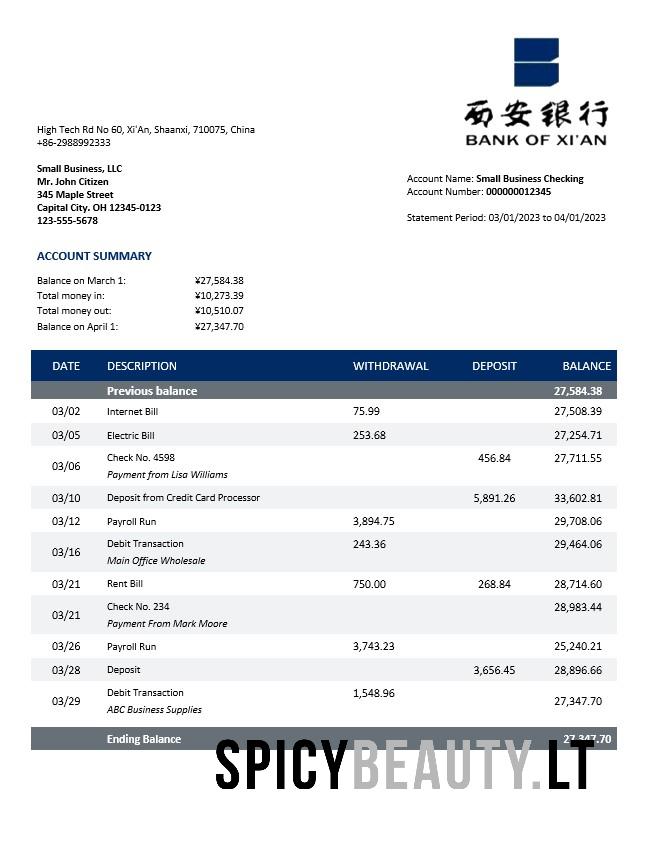 西安银行
BANK OF XI'AN
High Tech Rd No 60, Xi'An, Shaanxi, 710075, China
+86-2988992333
Small Business, LLC
Mr. John Citizen
345 Maple Street
Capital City. OH 12345-0123
123-555-5678
Account Name: Small Business Checking
Account Number: 000000012345
Statement Period: 03/01/2023 to 04/01/2023
ACCOUNT SUMMARY
Balance on March 1: ¥27,584.38
Total money in: ¥10,273.39
Total money out: ¥10,510.07
Balance on April 1: ¥27,347.70
DATE DESCRIPTION WITHDRAWAL DEPOSIT BALANCE
Previous balance 27,584.38
03/02 Internet Bill 75.99 27,508.39
03/05 Electric Bill 253.68 27,254.71
03/06 Check No. 4598 456.84 27,711.55
Payment from Lisa Williams
03/10 Deposit from Credit Card Processor 5,891.26 33,602.81
03/12 Payroll Run 3,894.75 29,708.06
03/16 Debit Transaction 243.36 29,464.06
Main Office Wholesale
03/21 Rent Bill 750.00 268.84 28,714.60
03/21 Check No. 234 28,983.44
Payment From Mark Moore
03/26 Payroll Run 3,743.23 25,240.21
03/28 Deposit 3,656.45 28,896.66
03/29 Debit Transaction 1,548.96 27,347.70
ABC Business Supplies
Ending Balance 27,347.70
SPICYBEAUTY.LT